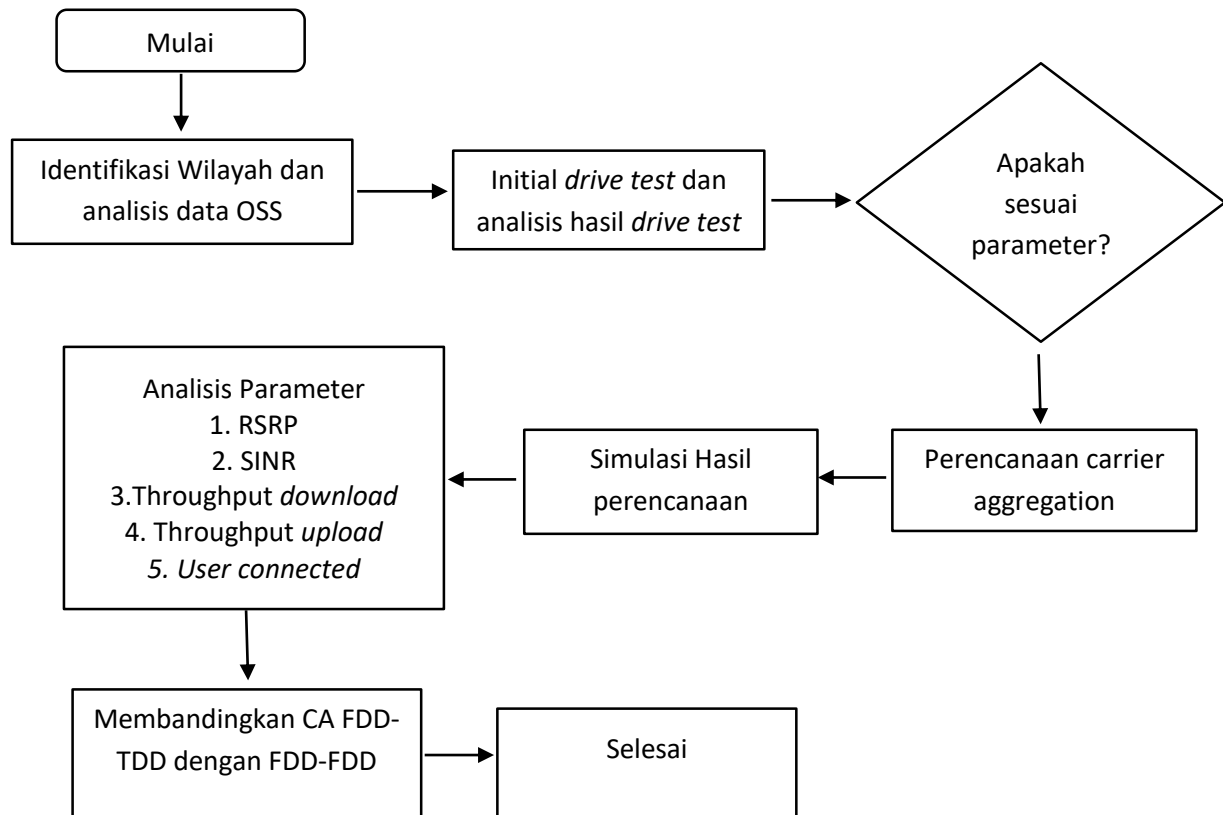 Mulai
Identifikasi Wilayah dan
analisis data OSS
Initial drive test dan
analisis hasil drive test
Apakah
sesuai
parameter?
Perencanaan carrier
aggregation
Simulasi Hasil
perencanaan
Analisis Parameter
1. RSRP
2. SINR
3.Throughput download
4. Throughput upload
5. User connected
Membandingkan CA FDD-
TDD dengan FDD-FDD
Selesai